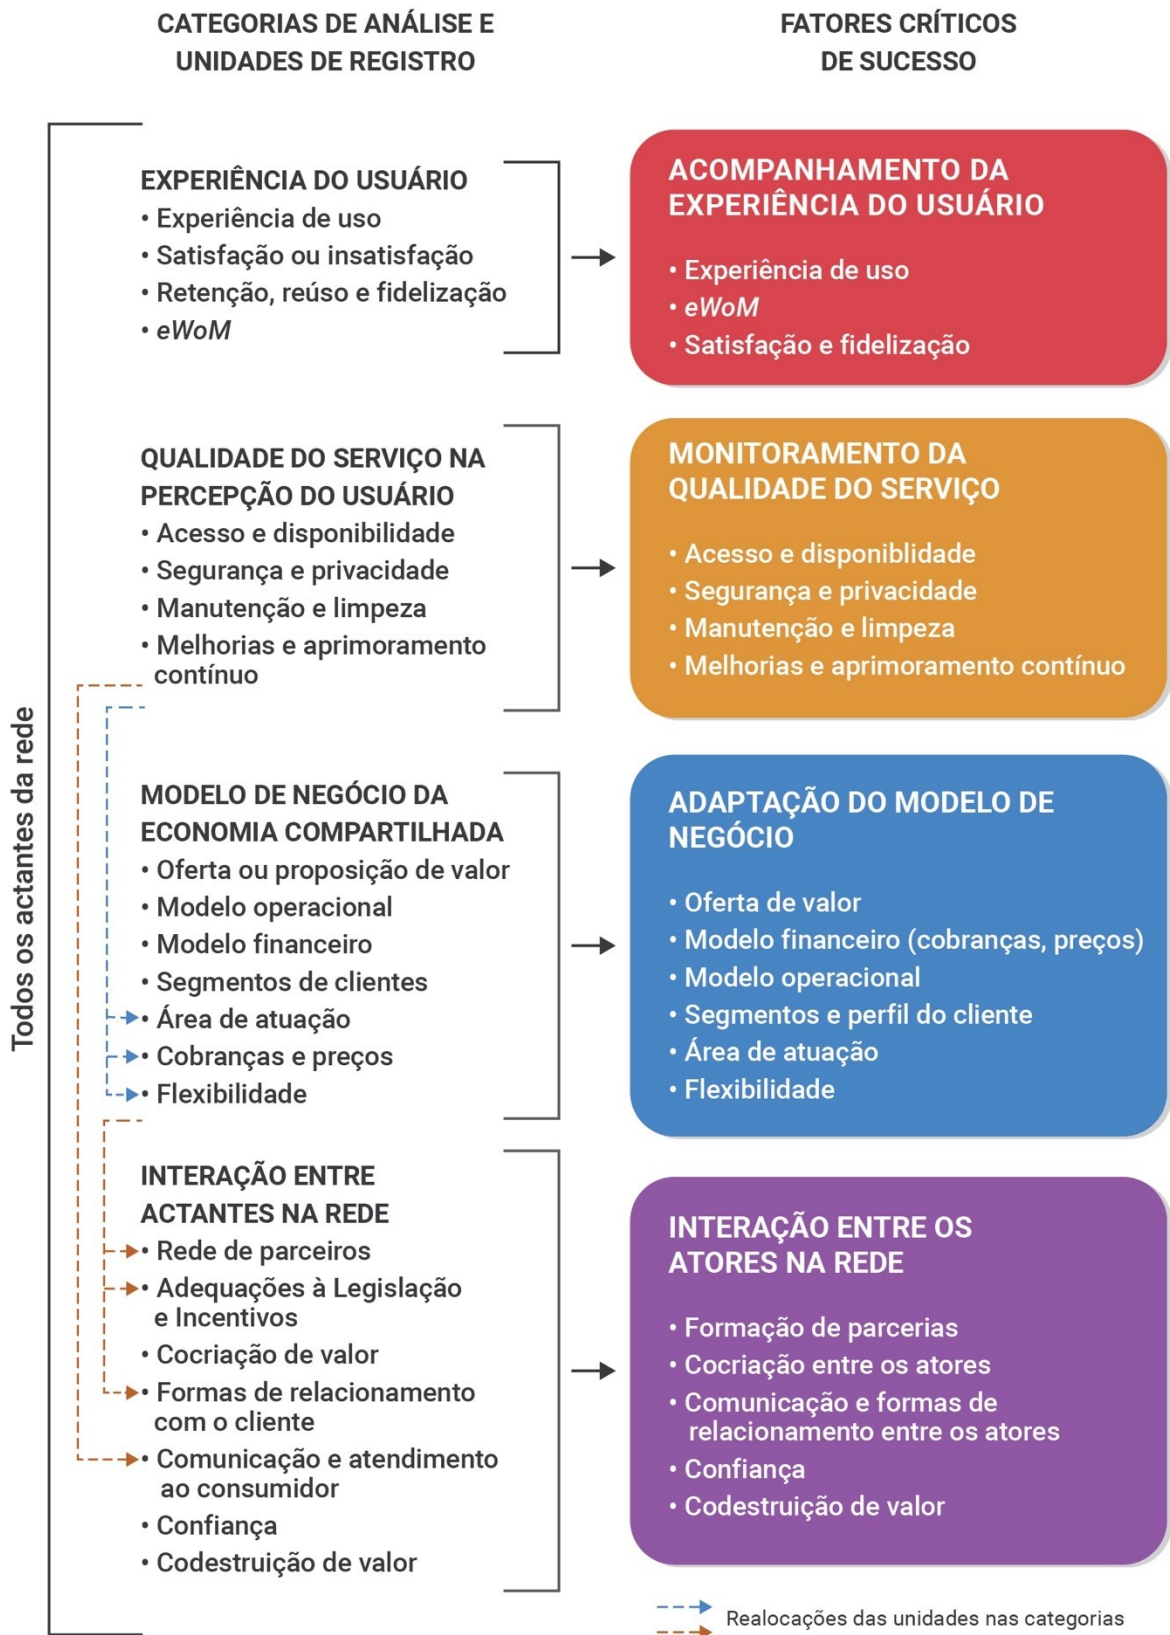 CATEGORIAS DE ANÁLISE E
UNIDADES DE REGISTRO
FATORES CRÍTICOS
DE SUCESSO
Todos os actantes da rede
EXPERIÊNCIA DO USUÁRIO
• Experiência de uso
• Satisfação ou insatisfação
• Retenção, reúso e fidelização
• eWoM
ACOMPANHAMENTO DA
EXPERIÊNCIA DO USUÁRIO
• Experiência de uso
• eWoM
• Satisfação e fidelização
QUALIDADE DO SERVIÇO NA
PERCEPÇÃO DO USUÁRIO
• Acesso e disponibilidade
• Segurança e privacidade
• Manutenção e limpeza
• Melhorias e aprimoramento
contínuo
MONITORAMENTO DA
QUALIDADE DO SERVIÇO
• Acesso e disponiblidade
• Segurança e privacidade
• Manutenção e limpeza
• Melhorias e aprimoramento contínuo
MODELO DE NEGÓCIO DA
ECONOMIA COMPARTILHADA
• Oferta ou proposição de valor
• Modelo operacional
• Modelo financeiro
• Segmentos de clientes
• Área de atuação
• Cobranças e preços
• Flexibilidade
ADAPTAÇÃO DO MODELO DE
NEGÓCIO
• Oferta de valor
• Modelo financeiro (cobranças, preços)
• Modelo operacional
• Segmentos e perfil do cliente
• Área de atuação
• Flexibilidade
INTERAÇÃO ENTRE
ACTANTES NA REDE
• Rede de parceiros
• Adequações à Legislação
e Incentivos
• Cocriação de valor
• Formas de relacionamento
com o cliente
• Comunicação e atendimento
ao consumidor
• Confiança
• Codestruição de valor
INTERAÇÃO ENTRE OS
ATORES NA REDE
• Formação de parcerias
• Cocriação entre os atores
• Comunicação e formas de
relacionamento entre os atores
• Confiança
• Codestruição de valor
Realocações das unidades nas categorias